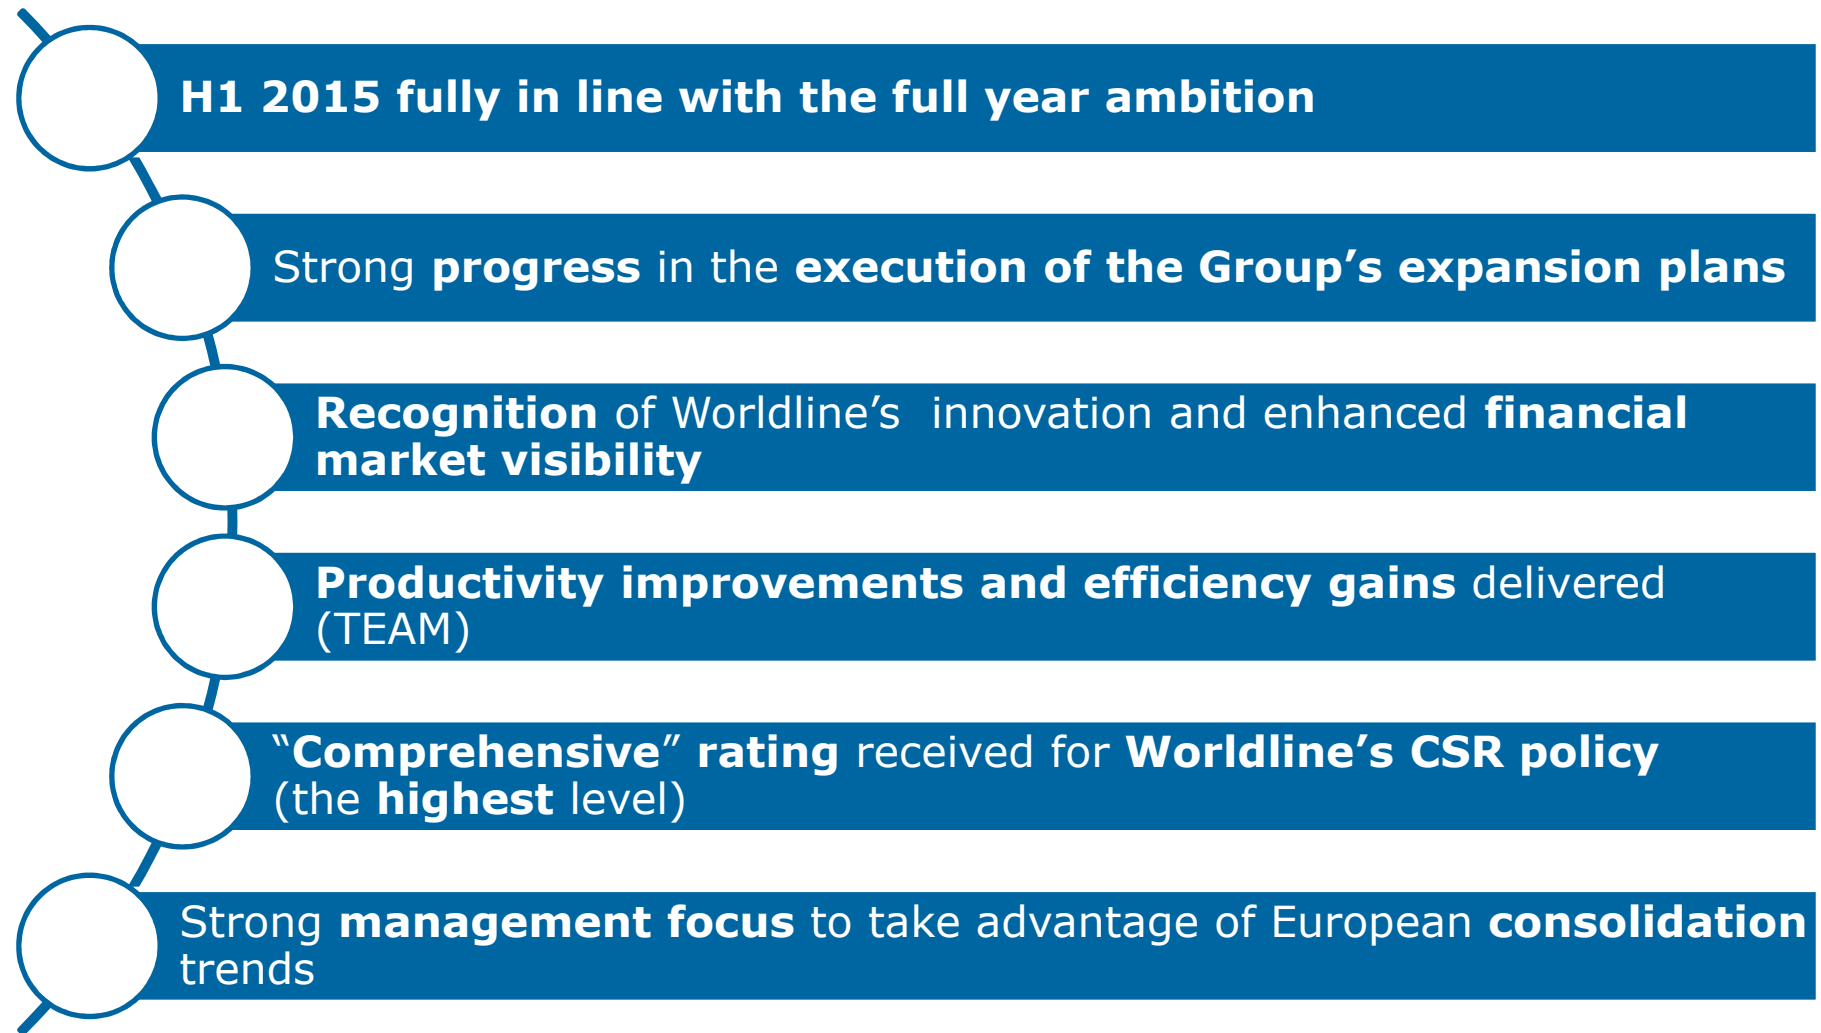 H1 2015 fully in line with the full year ambition
Strong progress in the execution of the Group’s expansion plans
Recognition of Worldline’s  innovation and enhanced financial
market visibility
Productivity improvements and efficiency gains delivered
(TEAM)
“Comprehensive” rating received for Worldline’s CSR policy
(the highest level)
Strong management focus to take advantage of European consolidation
trends